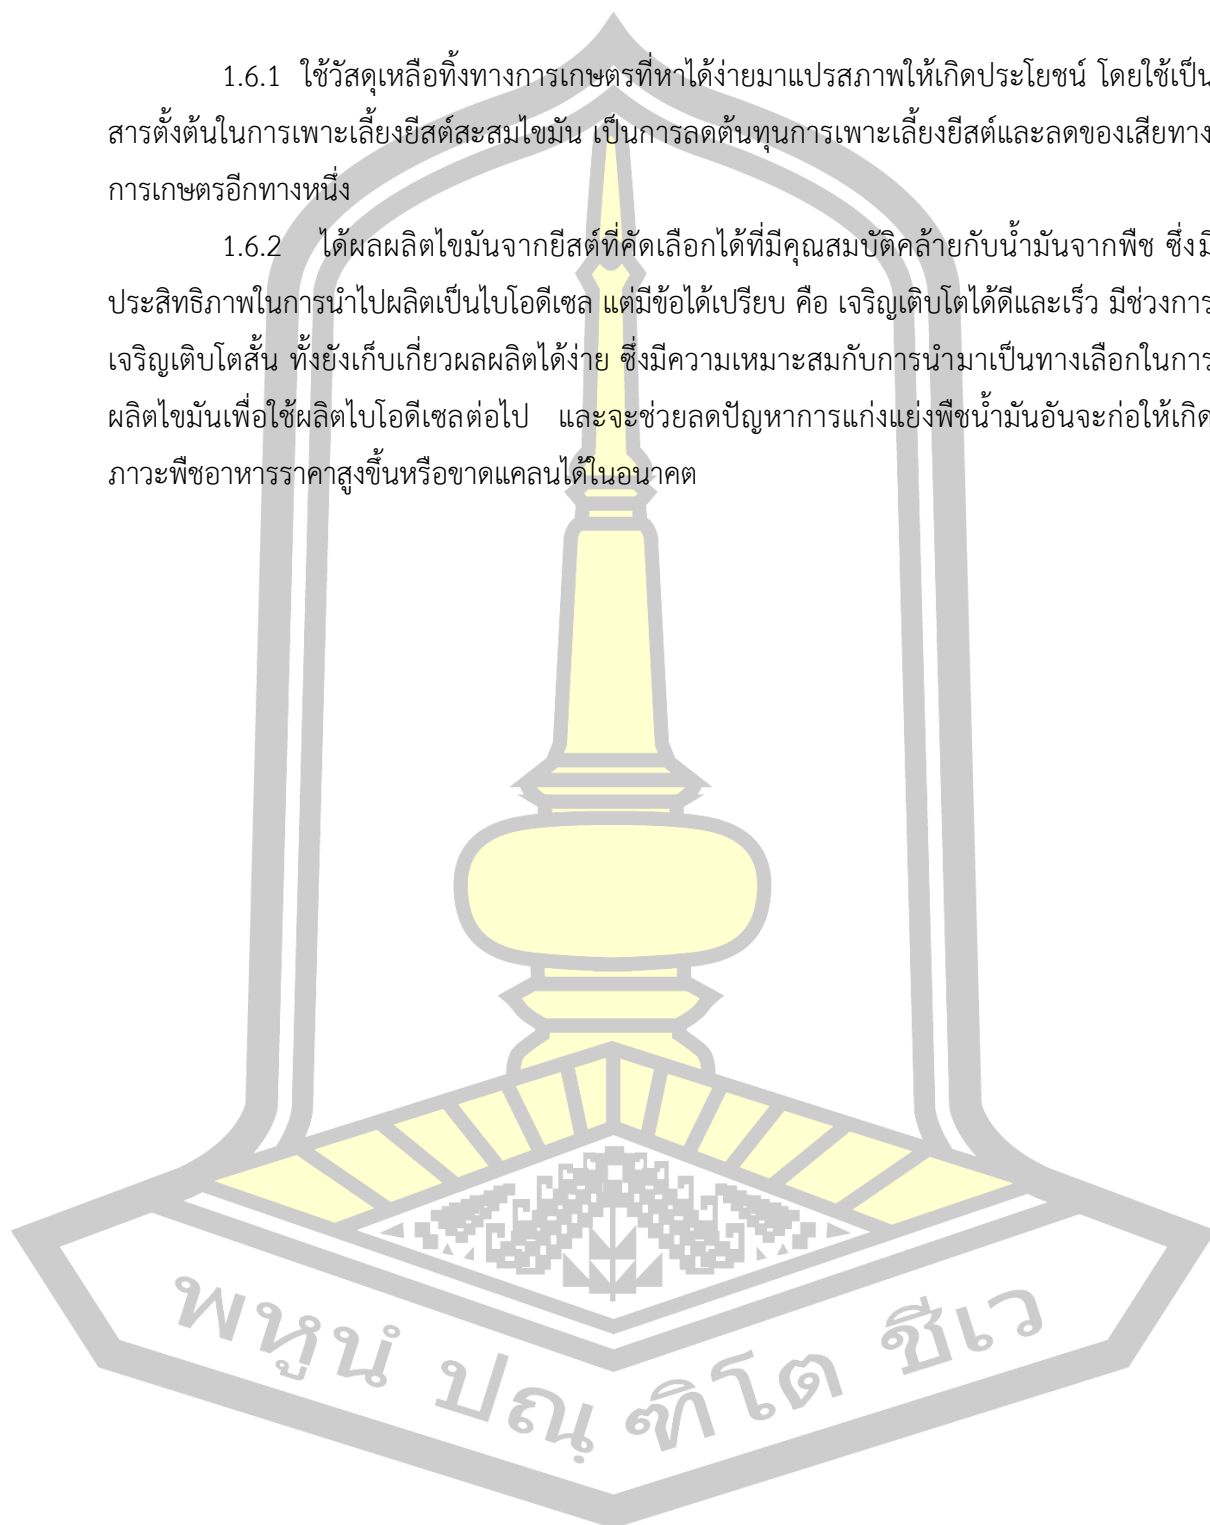 1.6.1 ใช้วัสดุเหลือทิ้งทางการเกษตรที่หาได้ง่ายมาแปรสภาพให้เกิดประโยชน์ โดยใช้เป็น
สารตั้งต้นในการเพาะเลี้ยงยีสต์สะสมไขมัน เป็นการลดต้นทุนการเพาะเลี้ยงยีสต์และลดของเสียทาง
การเกษตรอีกทางหนึ่ง
1.6.2 ได้ผลผลิตไขมันจากยีสต์ที่คัดเลือกได้ที่มีคุณสมบัติคล้ายกับน้ำมันจากพืช ซึ่งมี
ประสิทธิภาพในการนำไปผลิตเป็นไบโอดีเซล แต่มีข้อได้เปรียบ คือ เจริญเติบโตได้ดีและเร็ว มีช่วงการ
เจริญเติบโตสั้น ทั้งยังเก็บเกี่ยวผลผลิตได้ง่าย ซึ่งมีความเหมาะสมกับการนำมาเป็นทางเลือกในการ
ผลิตไขมันเพื่อใช้ผลิตไบโอดีเซลต่อไป และจะช่วยลดปัญหาการแก่งแย่งพืชน้ำมันอันจะก่อให้เกิด
ภาวะพืชอาหารราคาสูงขึ้นหรือขาดแคลนได้ในอนาคต
พหูนํ ปณฺฑิโต ชีเว